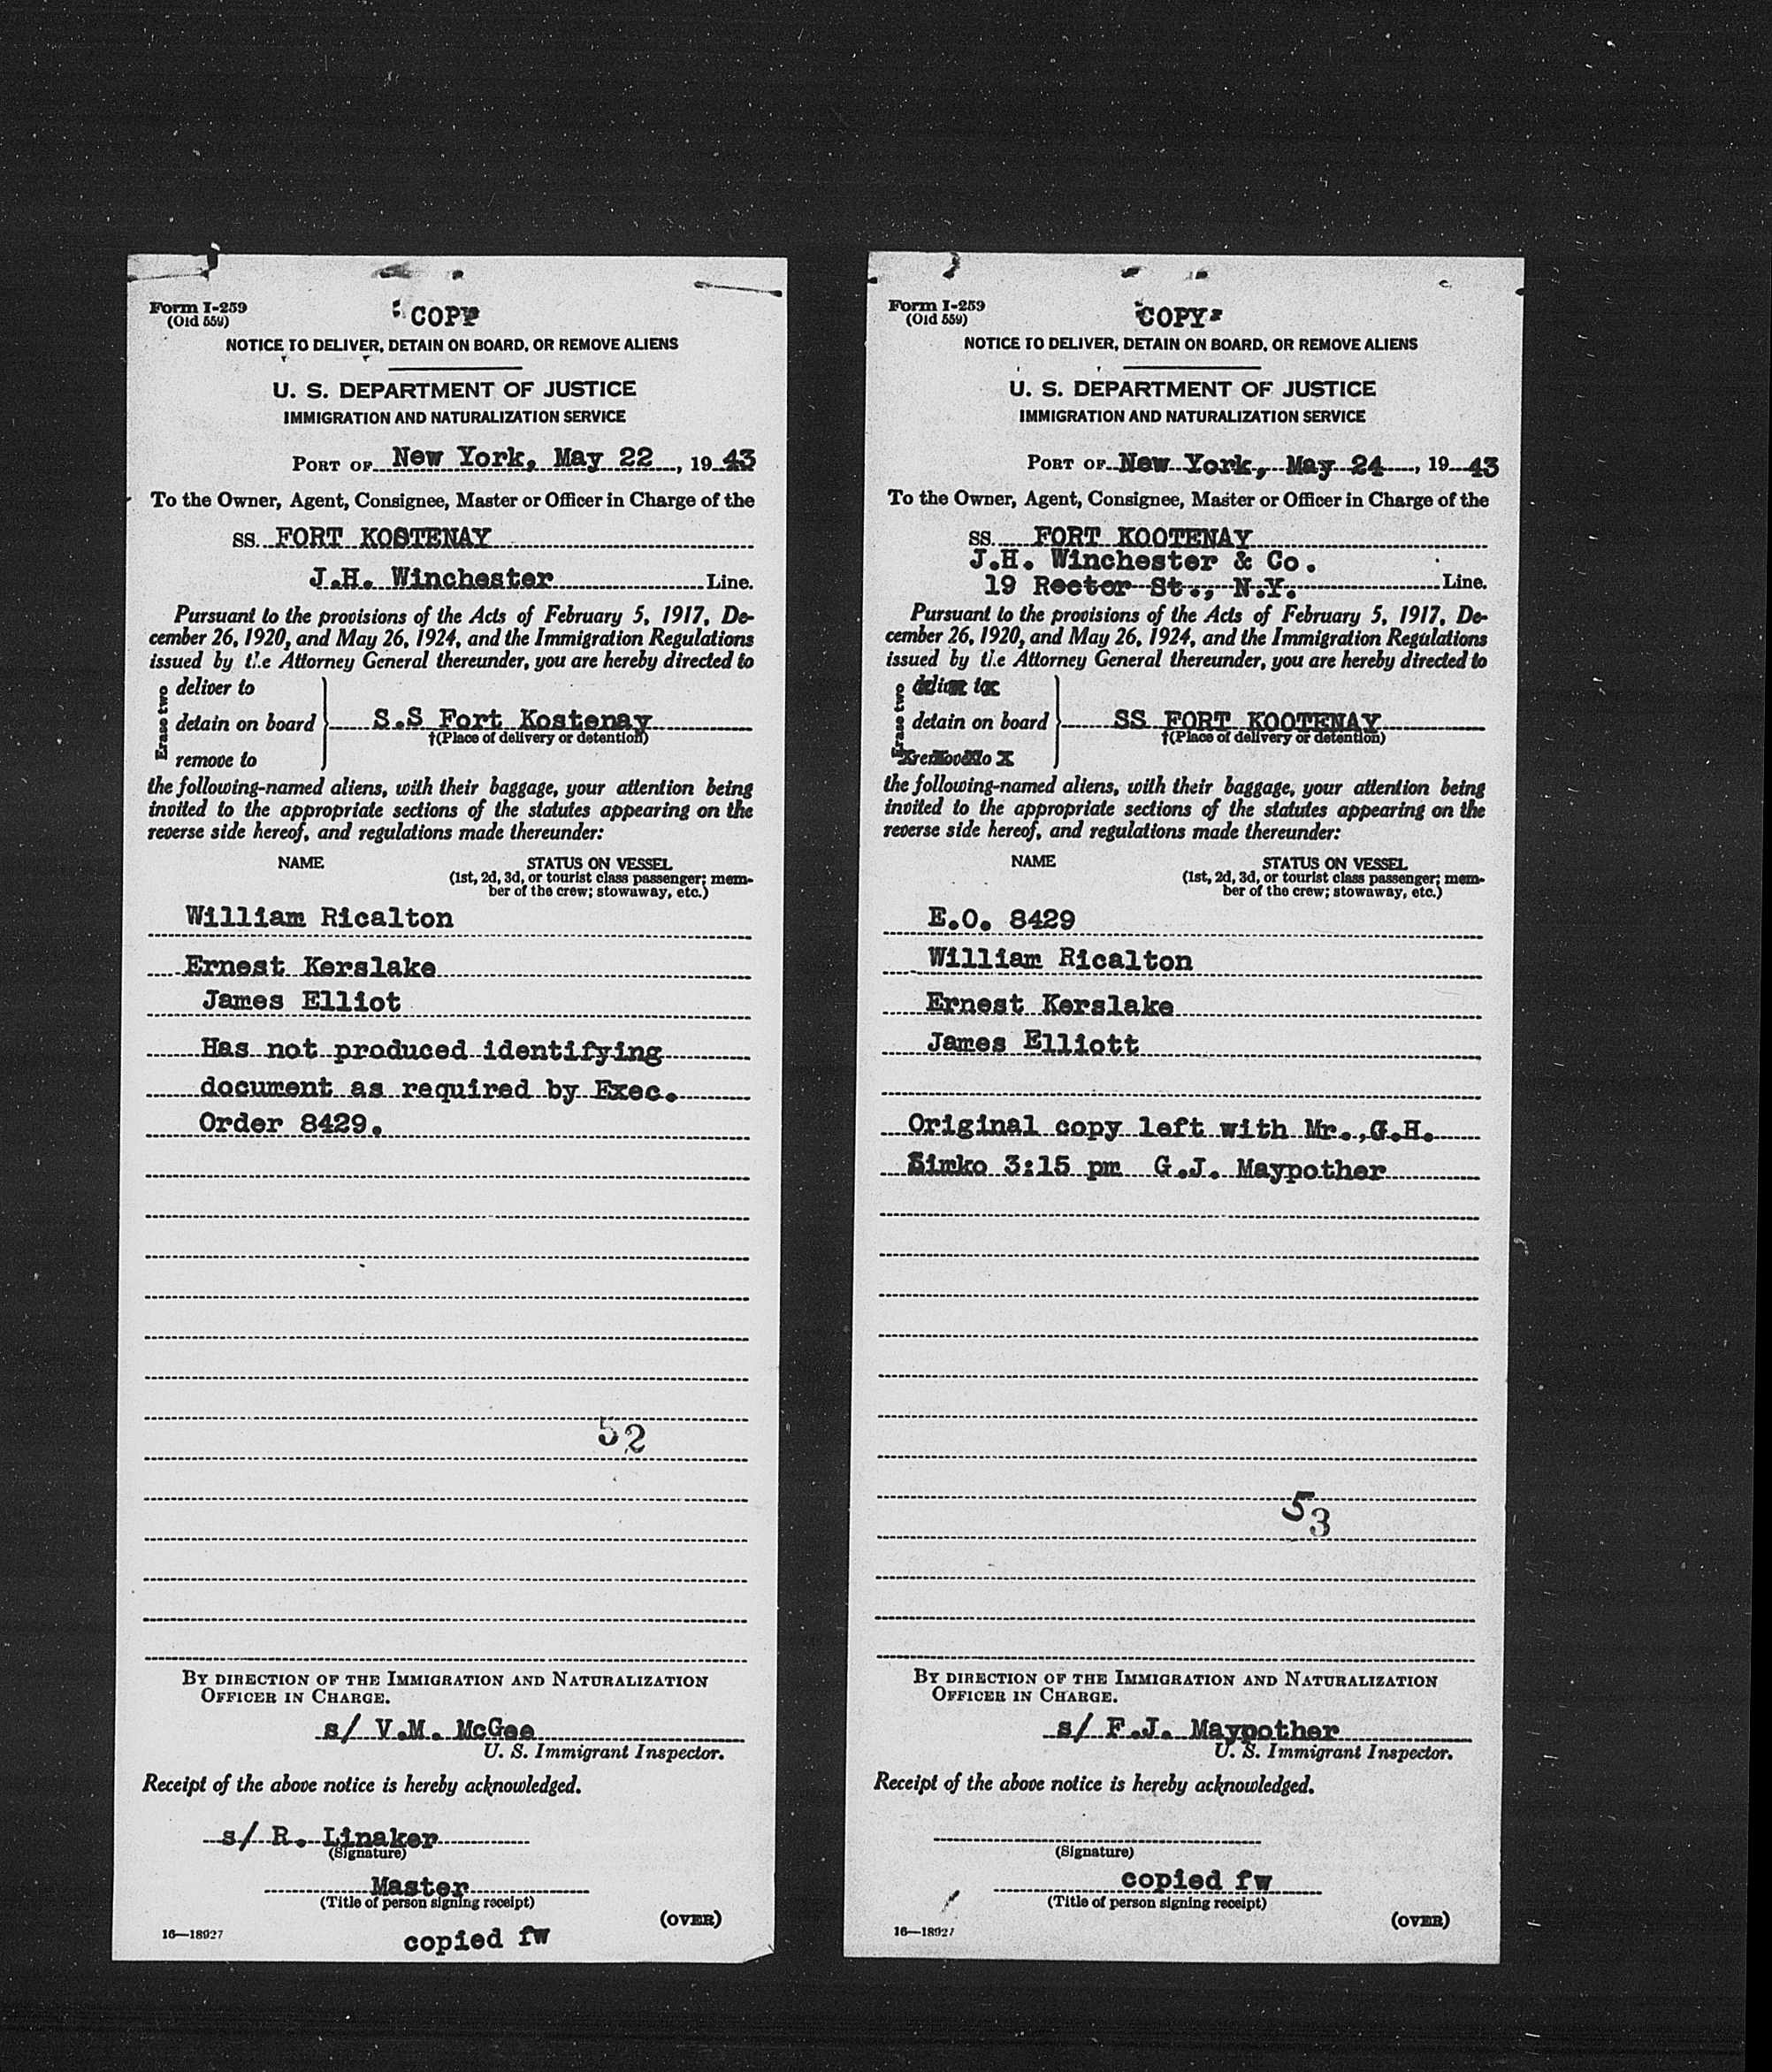 Form I-259
(Old 559)
COPY
NOTICE TO DELIVER, DETAIN ON BOARD, OR REMOVE ALIENS
U. S. DEPARTMENT OF JUSTICE
IMMIGRATION AND NATURALIZATION SERVICE
PORT OF New York, May 22, 1943
To the Owner, Agent, Consignee, Master or Officer in Charge of the
SS. FORT KOSTENAY
J.H. Winchester Line.
Pursuant to the provisions of the Acts of February 5, 1917, De-
cember 26, 1920, and May 26, 1924, and the Immigration Regulations
issued by the Attorney General thereunder, you are hereby directed to
Erase two
deliver to
detain on board S.S Fort Kostenay
†(Place of delivery or detention)
remove to
the following-named aliens, with their baggage, your attention being
invited to the appropriate sections of the statutes appearing on the
reverse side hereof, and regulations made thereunder:
NAME STATUS ON VESSEL
(1st, 2d, 3d, or tourist class passenger; mem-
ber of the crew; stowaway, etc.)
William Ricalton
Ernest Kerslake
James Elliot
Has not produced identifying
document as required by Exec.
Order 8429.
52
BY DIRECTION OF THE IMMIGRATION AND NATURALIZATION
OFFICER IN CHARGE.
s/ V.M. McGee
U. S. Immigrant Inspector.
Receipt of the above notice is hereby acknowledged.
s/ R. Linaker
(Signature)
Master
(Title of person signing receipt)
(OVER)
16—18927
copied fw
Form I-259
(Old 559)
COPY
NOTICE TO DELIVER, DETAIN ON BOARD, OR REMOVE ALIENS
U. S. DEPARTMENT OF JUSTICE
IMMIGRATION AND NATURALIZATION SERVICE
PORT OF New York, May 24, 1943
To the Owner, Agent, Consignee, Master or Officer in Charge of the
SS. FORT KOOTENAY
J.H. Winchester & Co.
19 Rector St., N.Y. Line.
Pursuant to the provisions of the Acts of February 5, 1917, De-
cember 26, 1920, and May 26, 1924, and the Immigration Regulations
issued by the Attorney General thereunder, you are hereby directed to
Erase two
deliver to
detain on board SS FORT KOOTENAY
†(Place of delivery or detention)
remove to
the following-named aliens, with their baggage, your attention being
invited to the appropriate sections of the statutes appearing on the
reverse side hereof, and regulations made thereunder:
NAME STATUS ON VESSEL
(1st, 2d, 3d, or tourist class passenger; mem-
ber of the crew; stowaway, etc.)
E.O. 8429
William Ricalton
Ernest Kerslake
James Elliott
Original copy left with Mr.,G.H.
Simko 3:15 pm G.J. Maypother
53
BY DIRECTION OF THE IMMIGRATION AND NATURALIZATION
OFFICER IN CHARGE.
s/ F.J. Maypother
U. S. Immigrant Inspector.
Receipt of the above notice is hereby acknowledged.
(Signature)
copied fw
(Title of person signing receipt)
(OVER)
16—18927